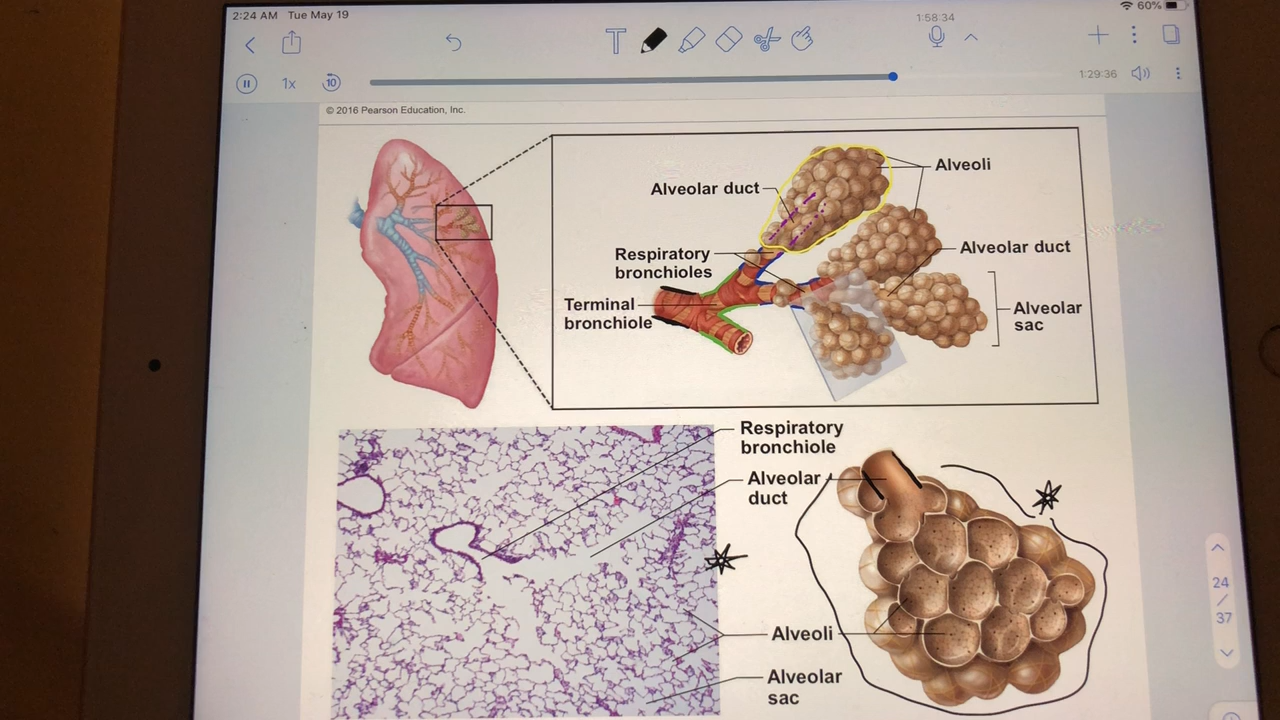 2:24 AM Tue May 19
60%
1:58:34
T
1x
10
1:29:36
© 2016 Pearson Education, Inc.
Alveolar duct
Alveoli
Respiratory
bronchioles
Alveolar duct
Terminal
bronchiole
Alveolar
sac
Respiratory
bronchiole
Alveolar
duct
Alveoli
Alveolar
sac
24
/
37